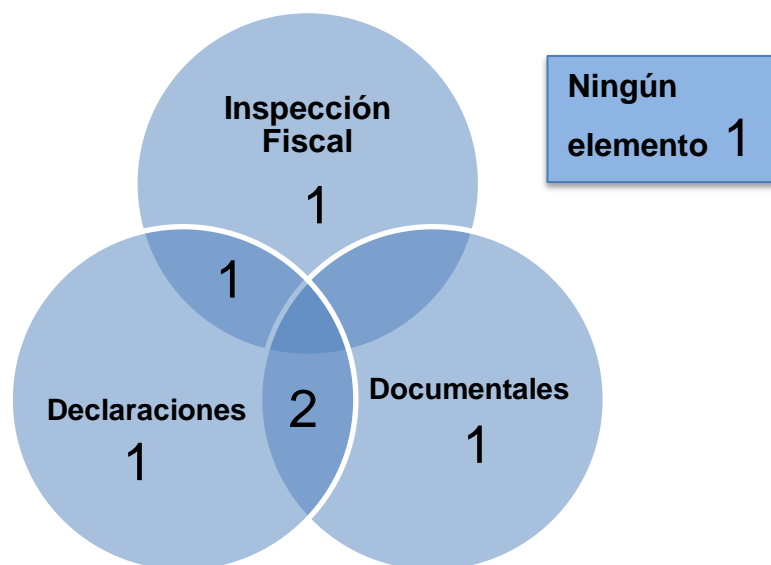 Inspección
Fiscal
1
Ningún
elemento 1
1
Declaraciones
1
2
Documentales
1